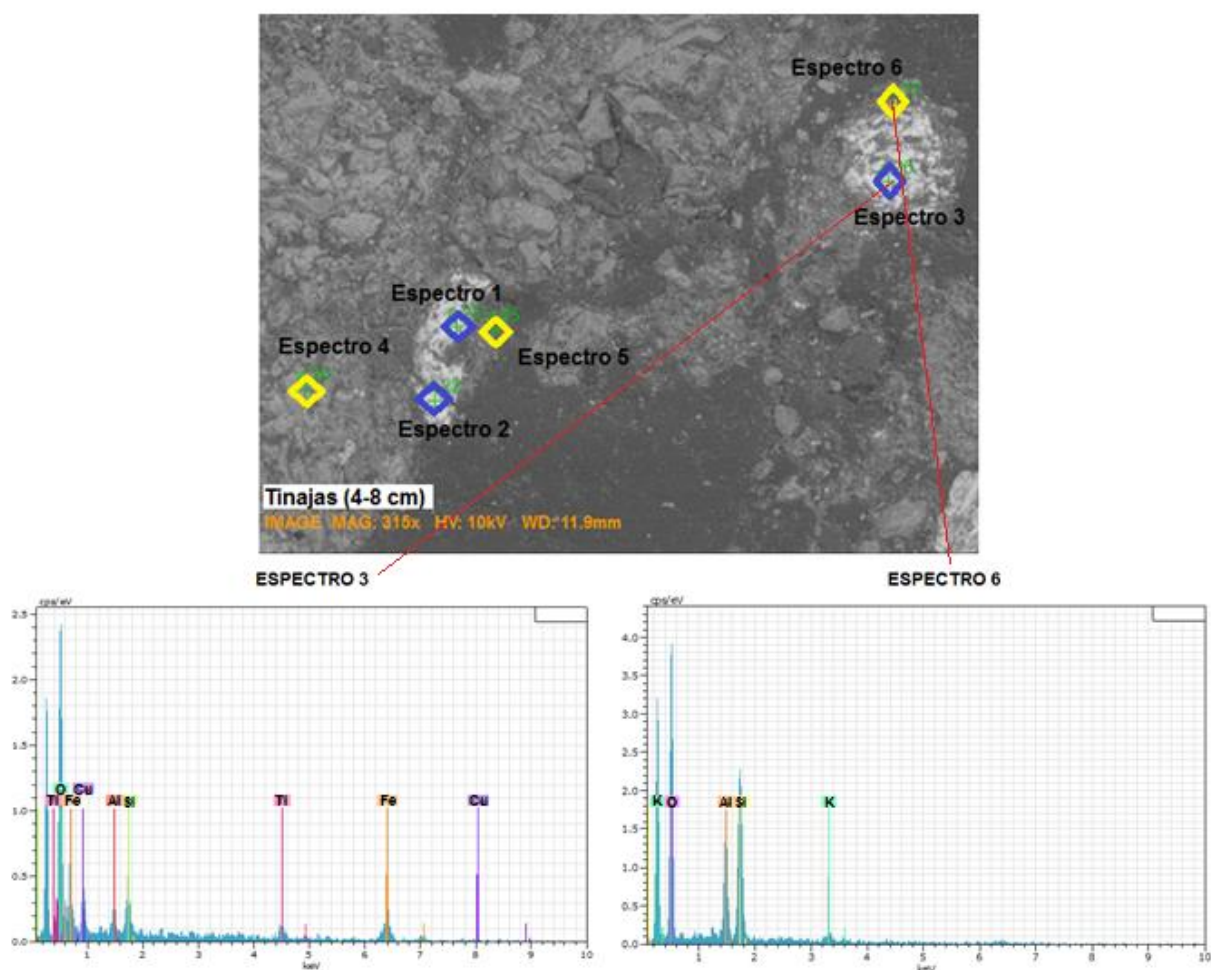 Espectro 6
Espectro 3
Espectro 1
Espectro 4
Espectro 5
Espectro 2
Tinajas (4-8 cm)
IMAGE MAG: 315x HV: 10kV WD: 11.9mm
ESPECTRO 3
ESPECTRO 6
cps/eV
2.5
2.0
1.5
1.0
0.5
0.0
Ti O Fe Cu Al Si Ti Fe Cu
1 2 3 4 5 6 7 8 9 10
keV
cps/eV
4.0
3.5
3.0
2.5
2.0
1.5
1.0
0.5
0.0
K O Al Si K
1 2 3 4 5 6 7 8 9 10
keV